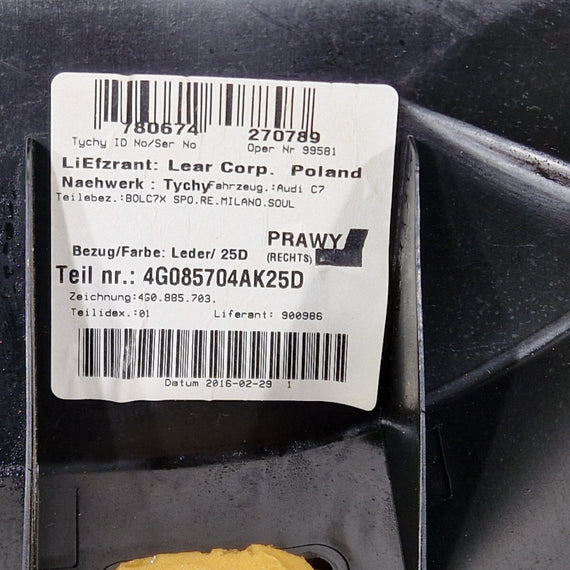 780674 270789
Tychy ID No/Ser No Oper Nr 99581
LiEfzrant: Lear Corp. Poland
Naehwerk : Tychy Fahrzeug.:Audi C7
Teilebez.:BOLC7X SPO.RE.MILANO.SOUL
PRAWY
Bezug/Farbe: Leder/ 25D (RECHTS)
Teil nr.: 4G085704AK25D
Zeichnung:4G0.885.703.
Teilidex.:01 Liferant: 900986
Datum 2016-02-29 1